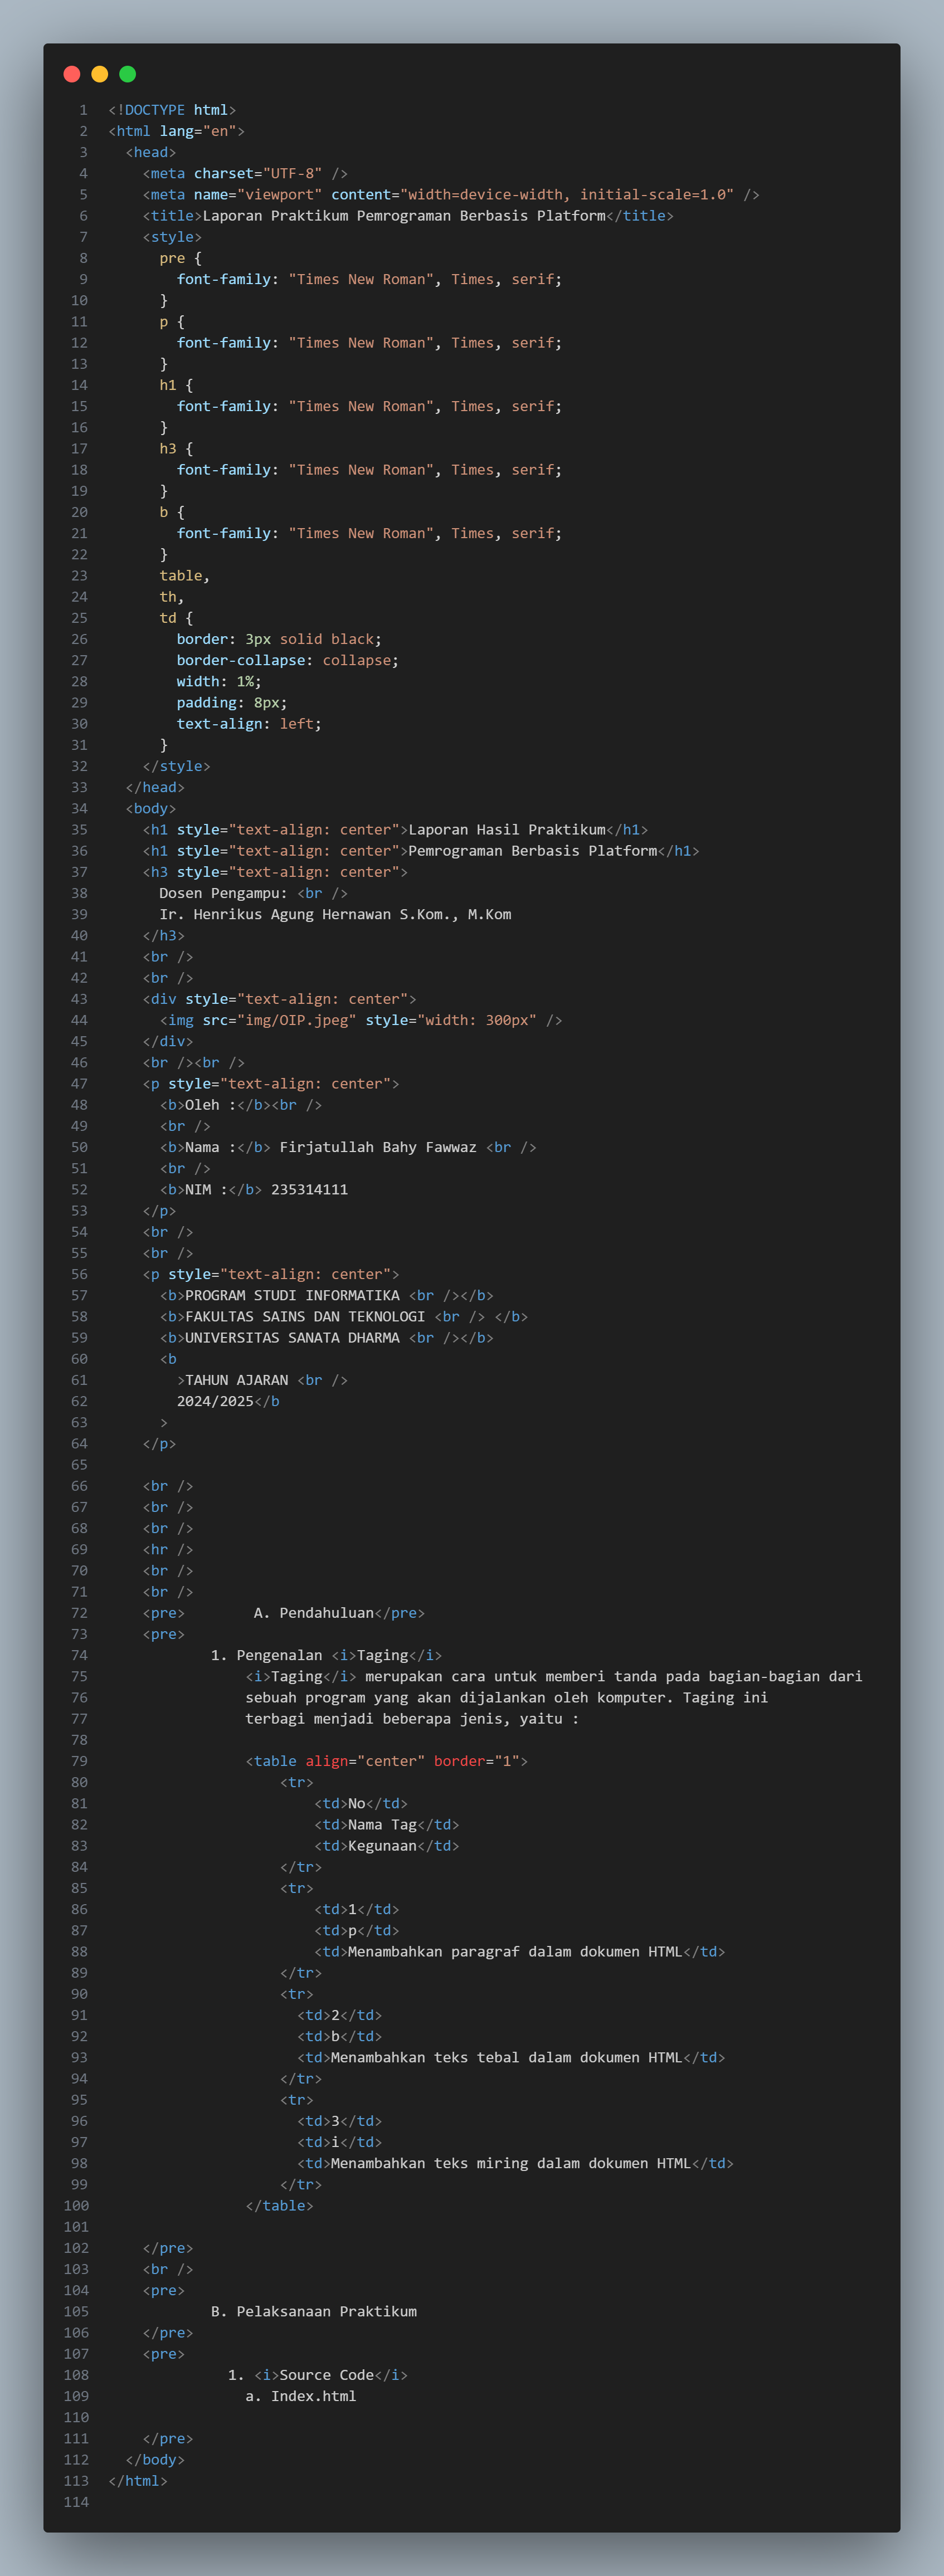 1 <!DOCTYPE html>
2 <html lang="en">
3   <head>
4     <meta charset="UTF-8" />
5     <meta name="viewport" content="width=device-width, initial-scale=1.0" />
6     <title>Laporan Praktikum Pemrograman Berbasis Platform</title>
7     <style>
8       pre {
9         font-family: "Times New Roman", Times, serif;
10       }
11       p {
12         font-family: "Times New Roman", Times, serif;
13       }
14       h1 {
15         font-family: "Times New Roman", Times, serif;
16       }
17       h3 {
18         font-family: "Times New Roman", Times, serif;
19       }
20       b {
21         font-family: "Times New Roman", Times, serif;
22       }
23       table,
24       th,
25       td {
26         border: 3px solid black;
27         border-collapse: collapse;
28         width: 1%;
29         padding: 8px;
30         text-align: left;
31       }
32     </style>
33   </head>
34   <body>
35     <h1 style="text-align: center">Laporan Hasil Praktikum</h1>
36     <h1 style="text-align: center">Pemrograman Berbasis Platform</h1>
37     <h3 style="text-align: center">
38       Dosen Pengampu: <br />
39       Ir. Henrikus Agung Hernawan S.Kom., M.Kom
40     </h3>
41     <br />
42     <br />
43     <div style="text-align: center">
44       <img src="img/OIP.jpeg" style="width: 300px" />
45     </div>
46     <br /><br />
47     <p style="text-align: center">
48       <b>Oleh :</b><br />
49       <br />
50       <b>Nama :</b> Firjatullah Bahy Fawwaz <br />
51       <br />
52       <b>NIM :</b> 235314111
53     </p>
54     <br />
55     <br />
56     <p style="text-align: center">
57       <b>PROGRAM STUDI INFORMATIKA <br /></b>
58       <b>FAKULTAS SAINS DAN TEKNOLOGI <br /> </b>
59       <b>UNIVERSITAS SANATA DHARMA <br /></b>
60       <b
61         >TAHUN AJARAN <br />
62         2024/2025</b
63       >
64     </p>
65
66     <br />
67     <br />
68     <br />
69     <hr />
70     <br />
71     <br />
72     <pre>        A. Pendahuluan</pre>
73     <pre>
74             1. Pengenalan <i>Taging</i>
75                 <i>Taging</i> merupakan cara untuk memberi tanda pada bagian-bagian dari
76                 sebuah program yang akan dijalankan oleh komputer. Taging ini
77                 terbagi menjadi beberapa jenis, yaitu :
78
79                 <table align="center" border="1">
80                     <tr>
81                         <td>No</td>
82                         <td>Nama Tag</td>
83                         <td>Kegunaan</td>
84                     </tr>
85                     <tr>
86                         <td>1</td>
87                         <td>p</td>
88                         <td>Menambahkan paragraf dalam dokumen HTML</td>
89                     </tr>
90                     <tr>
91                       <td>2</td>
92                       <td>b</td>
93                       <td>Menambahkan teks tebal dalam dokumen HTML</td>
94                     </tr>
95                     <tr>
96                       <td>3</td>
97                       <td>i</td>
98                       <td>Menambahkan teks miring dalam dokumen HTML</td>
99                     </tr>
100                 </table>
101
102     </pre>
103     <br />
104     <pre>
105             B. Pelaksanaan Praktikum
106     </pre>
107     <pre>
108               1. <i>Source Code</i>
109                 a. Index.html
110
111     </pre>
112   </body>
113 </html>
114